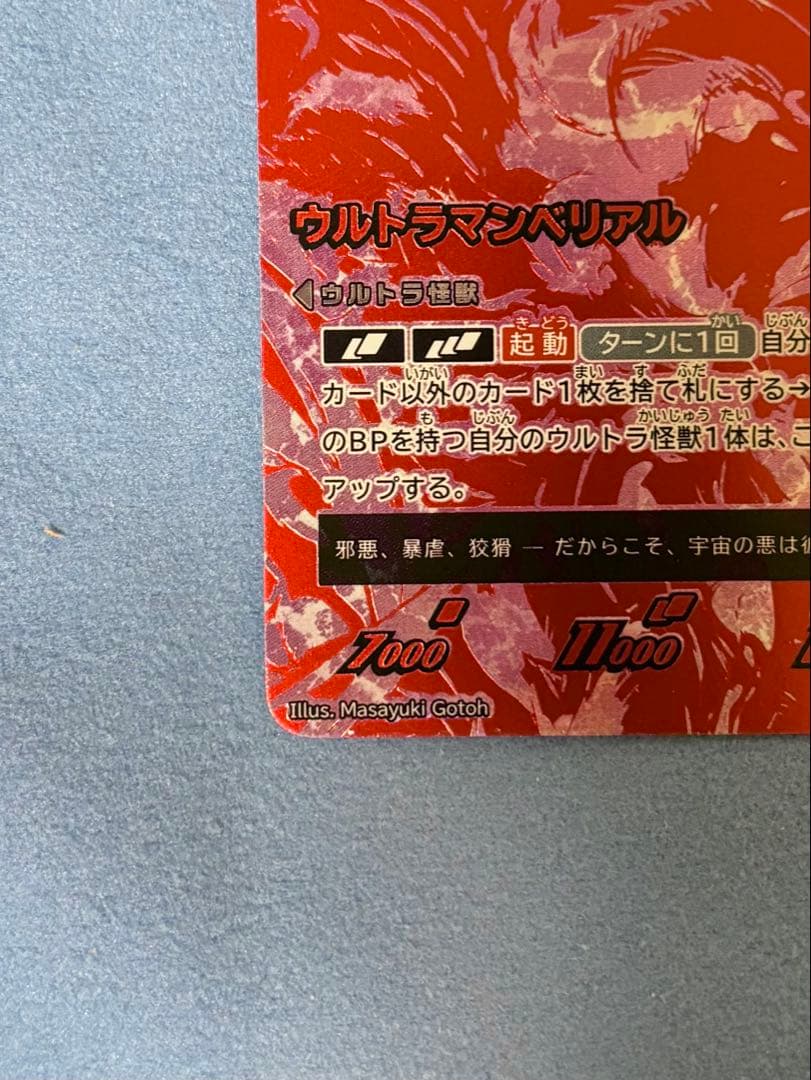 ウルトラマンベリアル
◀ウルトラ怪獣
起動 ターンに1回 自分
カード以外のカード1枚を捨て札にする→
のBPを持つ自分のウルトラ怪獣1体は、こ
アップする。
邪悪、暴虐、狡猾 ― だからこそ、宇宙の悪は
7000 11000
Illus. Masayuki Gotoh